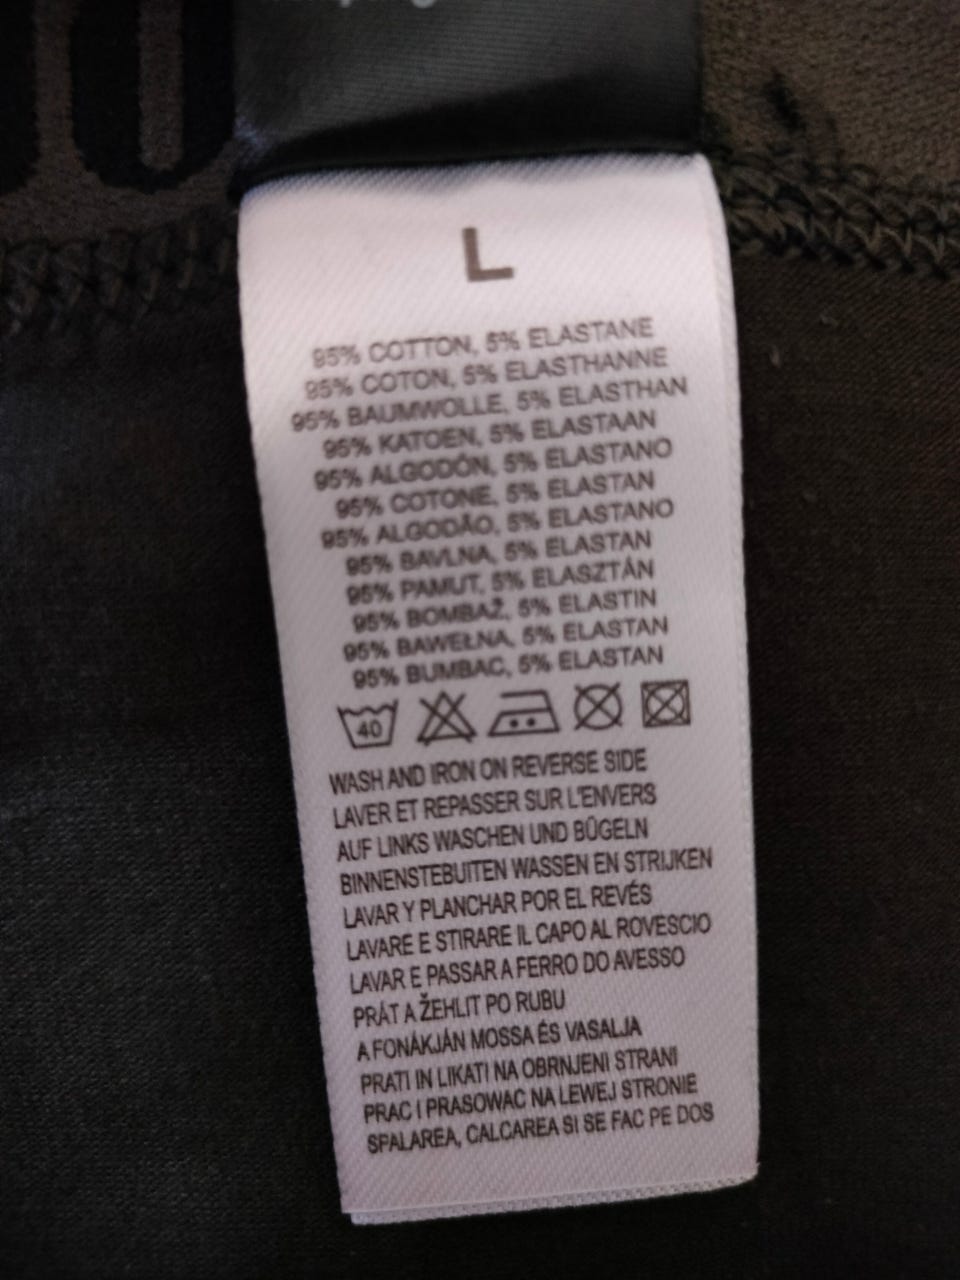 L
95% COTTON, 5% ELASTANE
95% COTON, 5% ELASTHANNE
95% BAUMWOLLE, 5% ELASTHAN
95% KATOEN, 5% ELASTAAN
95% ALGODÓN, 5% ELASTANO
95% COTONE, 5% ELASTAN
95% ALGODÃO, 5% ELASTANO
95% BAVLNA, 5% ELASTAN
95% PAMUT, 5% ELASZTÁN
95% BOMBAŽ, 5% ELASTIN
95% BAWEŁNA, 5% ELASTAN
95% BUMBAC, 5% ELASTAN
40
WASH AND IRON ON REVERSE SIDE
LAVER ET REPASSER SUR L'ENVERS
AUF LINKS WASCHEN UND BÜGELN
BINNENSTEBUITEN WASSEN EN STRIJKEN
LAVAR Y PLANCHAR POR EL REVÉS
LAVARE E STIRARE IL CAPO AL ROVESCIO
LAVAR E PASSAR A FERRO DO AVESSO
PRÁT A ŽEHLIT PO RUBU
A FONÁKJÁN MOSSA ÉS VASALJA
PRATI IN LIKATI NA OBRNJENI STRANI
PRAC I PRASOWAC NA LEWEJ STRONIE
SPALAREA, CALCAREA SI SE FAC PE DOS